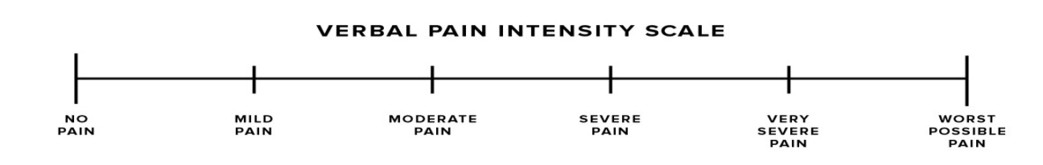 VERBAL PAIN INTENSITY SCALE
NO
PAIN
MILD
PAIN
MODERATE
PAIN
SEVERE
PAIN
VERY
SEVERE
PAIN
WORST
POSSIBLE
PAIN